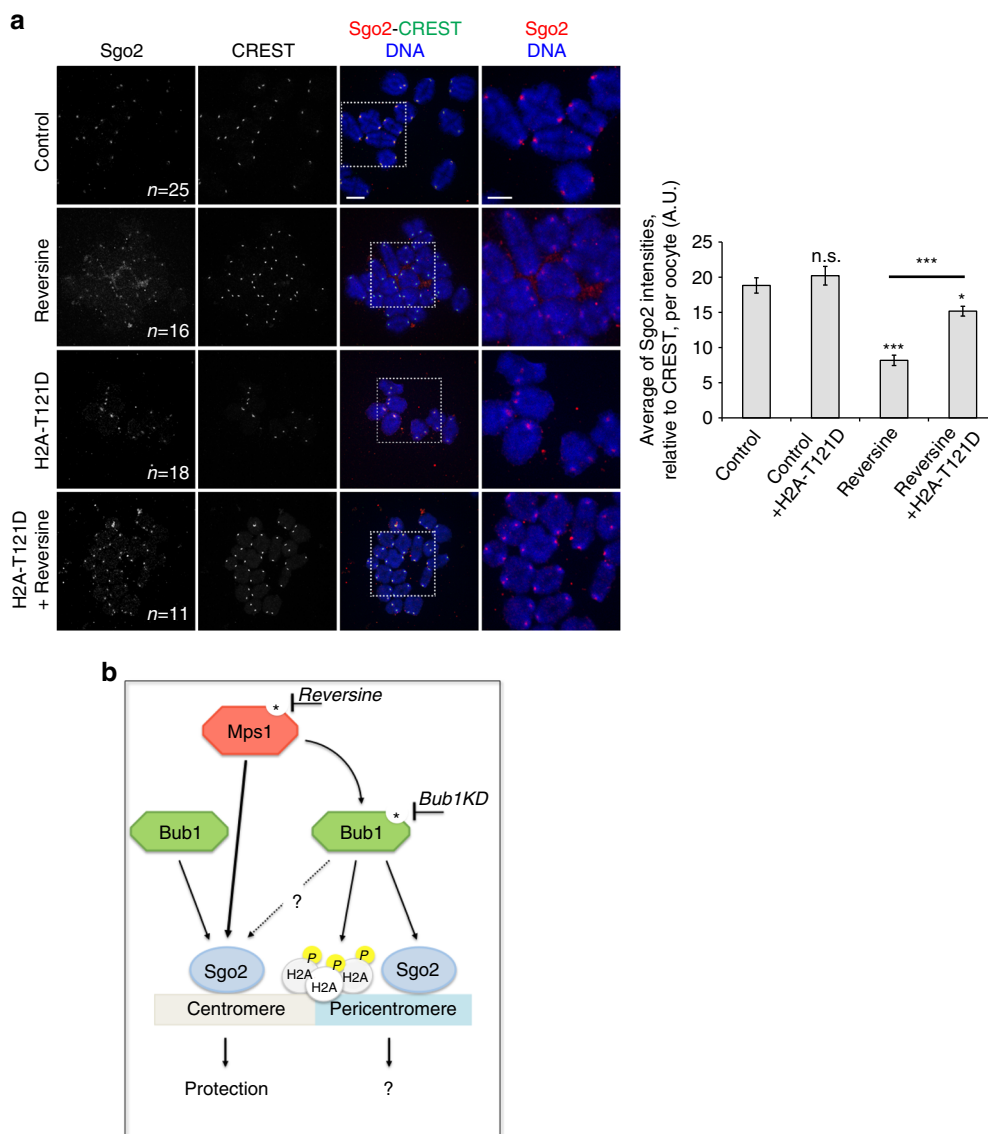 a
Sgo2
CREST
Sgo2-CREST
DNA
Sgo2
DNA
Control
n=25
Reversine
n=16
H2A-T121D
n=18
H2A-T121D
+ Reversine
n=11
Average of Sgo2 intensities,
relative to CREST, per oocyte (A.U.)
25
20
15
10
5
0
n.s.
***
***
*
Control
Control
+H2A-T121D
Reversine
Reversine
+H2A-T121D
b
Reversine
*
Mps1
Bub1KD
*
Bub1
Bub1
?
P
P
P
H2A
H2A
H2A
Sgo2
Sgo2
Centromere
Pericentromere
Protection
?